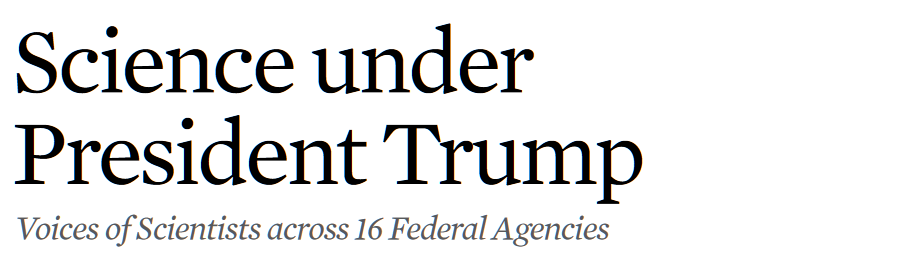 Science under
President Trump
Voices of Scientists across 16 Federal Agencies